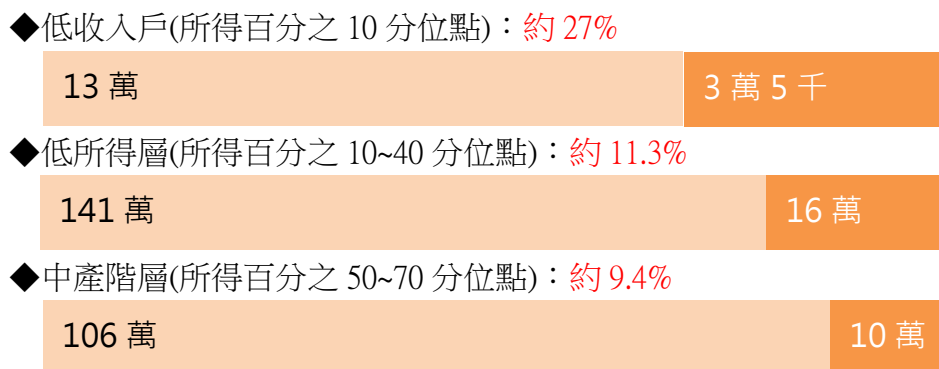 ◆低收入戶(所得百分之 10 分位點)：約 27%
13 萬 3 萬 5 千
◆低所得層(所得百分之 10~40 分位點)：約 11.3%
141 萬 16 萬
◆中產階層(所得百分之 50~70 分位點)：約 9.4%
106 萬 10 萬